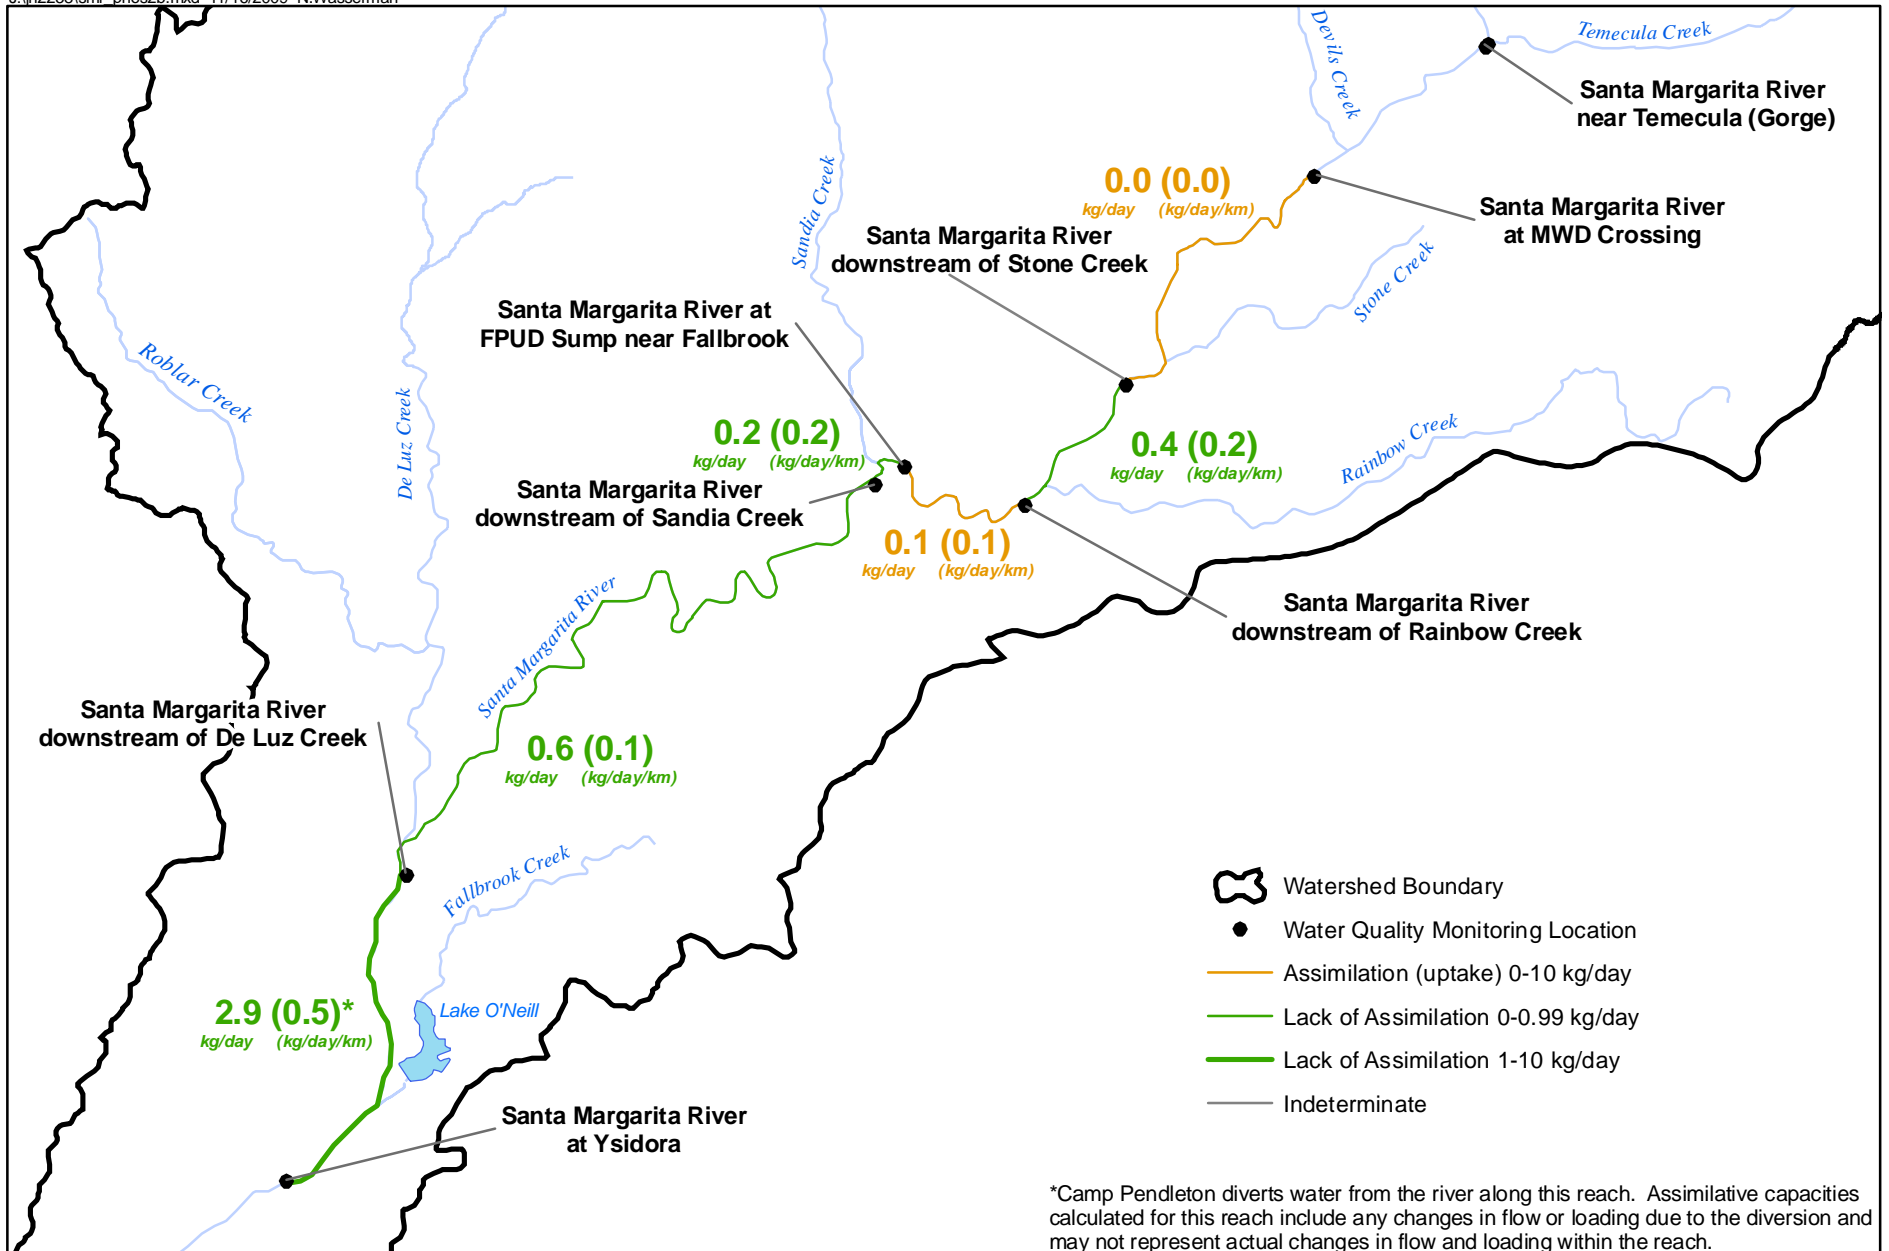 Temecula Creek
Devils Creek
Santa Margarita River
near Temecula (Gorge)
0.0 (0.0)
kg/day (kg/day/km)
Santa Margarita River
at MWD Crossing
Sandia Creek
Santa Margarita River
downstream of Stone Creek
Stone Creek
Santa Margarita River at
FPUD Sump near Fallbrook
Roblar Creek
De Luz Creek
0.2 (0.2)
kg/day (kg/day/km)
0.4 (0.2)
kg/day (kg/day/km)
Rainbow Creek
Santa Margarita River
downstream of Sandia Creek
0.1 (0.1)
kg/day (kg/day/km)
Santa Margarita River
downstream of Rainbow Creek
Santa Margarita River
Santa Margarita River
downstream of De Luz Creek
0.6 (0.1)
kg/day (kg/day/km)
Fallbrook Creek
2.9 (0.5)*
kg/day (kg/day/km)
Lake O'Neill
Santa Margarita River
at Ysidora
Watershed Boundary
Water Quality Monitoring Location
Assimilation (uptake) 0-10 kg/day
Lack of Assimilation 0-0.99 kg/day
Lack of Assimilation 1-10 kg/day
Indeterminate
*Camp Pendleton diverts water from the river along this reach. Assimilative capacities
calculated for this reach include any changes in flow or loading due to the diversion and
may not represent actual changes in flow and loading within the reach.